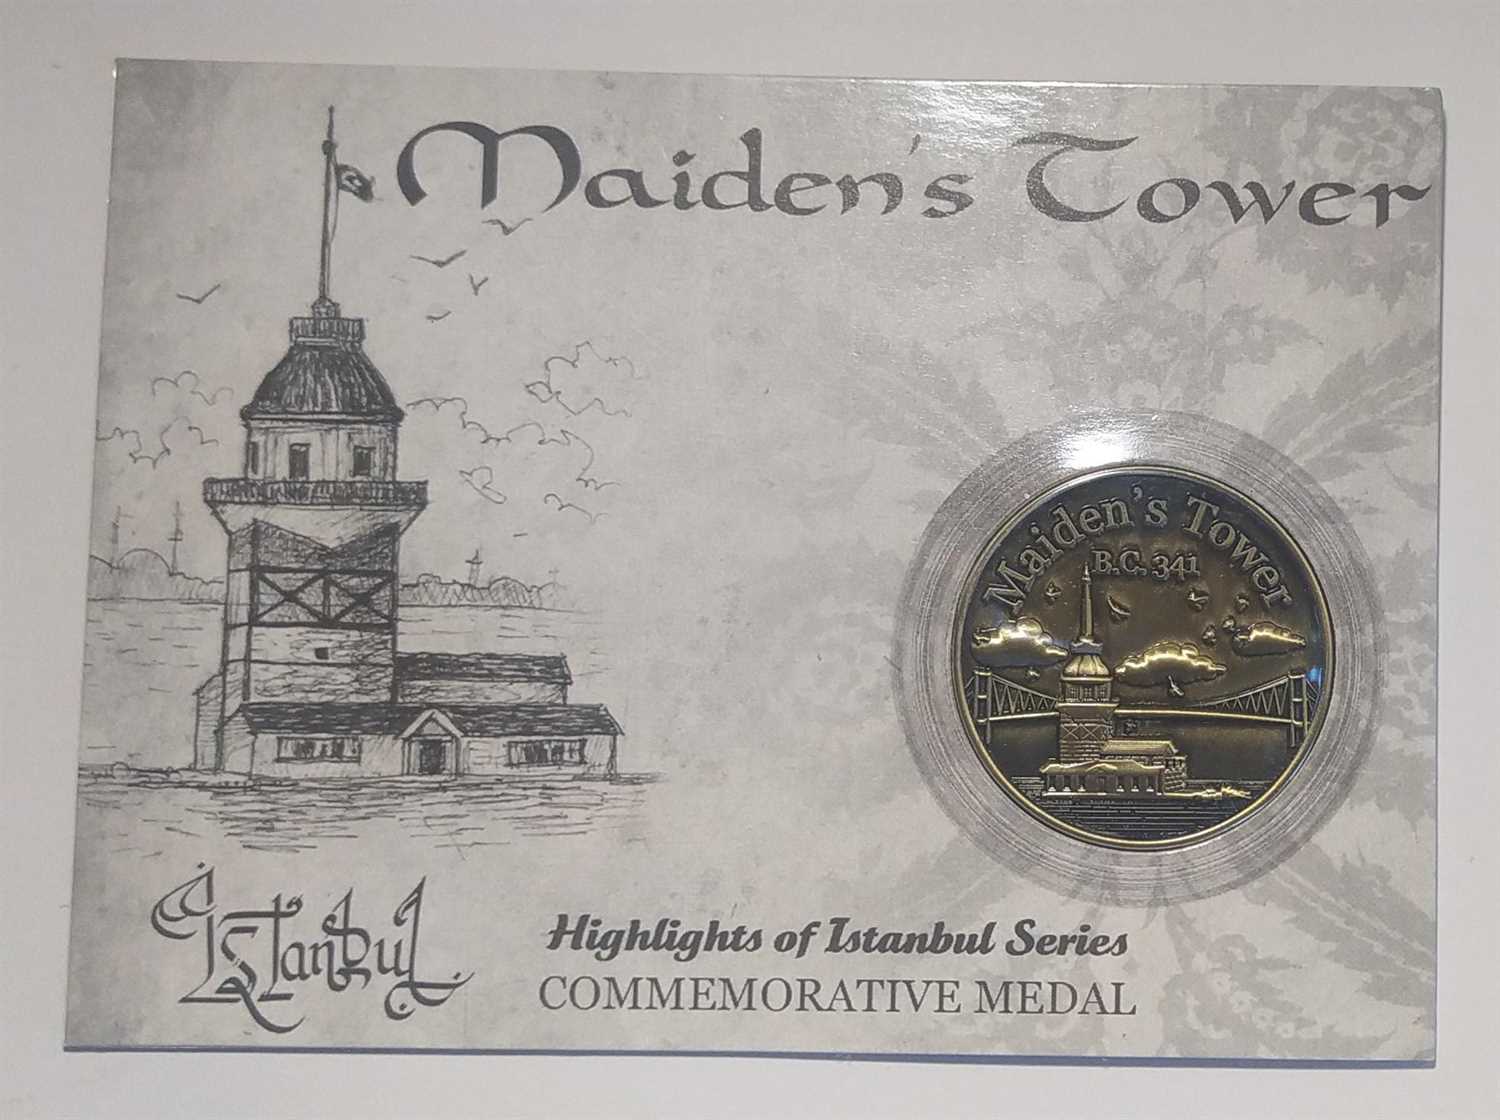 Maiden's Tower
Maiden's Tower
B.C. 341
Istanbul
Highlights of Istanbul Series
COMMEMORATIVE MEDAL